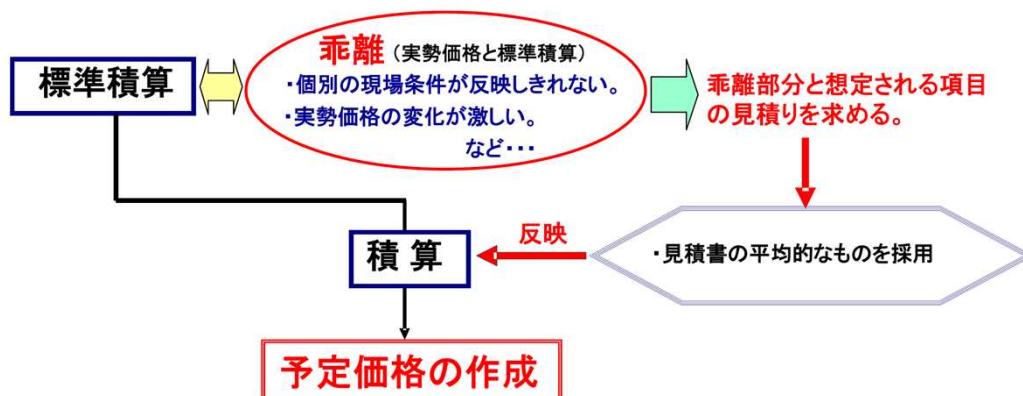 標準積算
乖離（実勢価格と標準積算）
・個別の現場条件が反映しきれない。
・実勢価格の変化が激しい。
など・・・
乖離部分と想定される項目
の見積りを求める。
・見積書の平均的なものを採用
反映
積 算
予定価格の作成